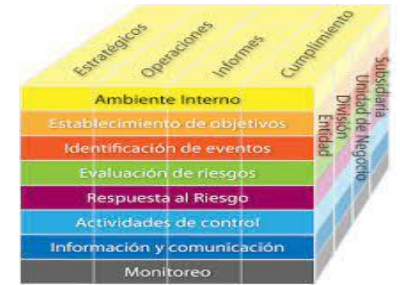 Estratégicos
Operaciones
Informes
Cumplimiento
Ambiente Interno
Establecimiento de objetivos
Identificación de eventos
Evaluación de riesgos
Respuesta al Riesgo
Actividades de control
Información y comunicación
Monitoreo
Entidad
División
Unidad de Negocio
Subsidiaria